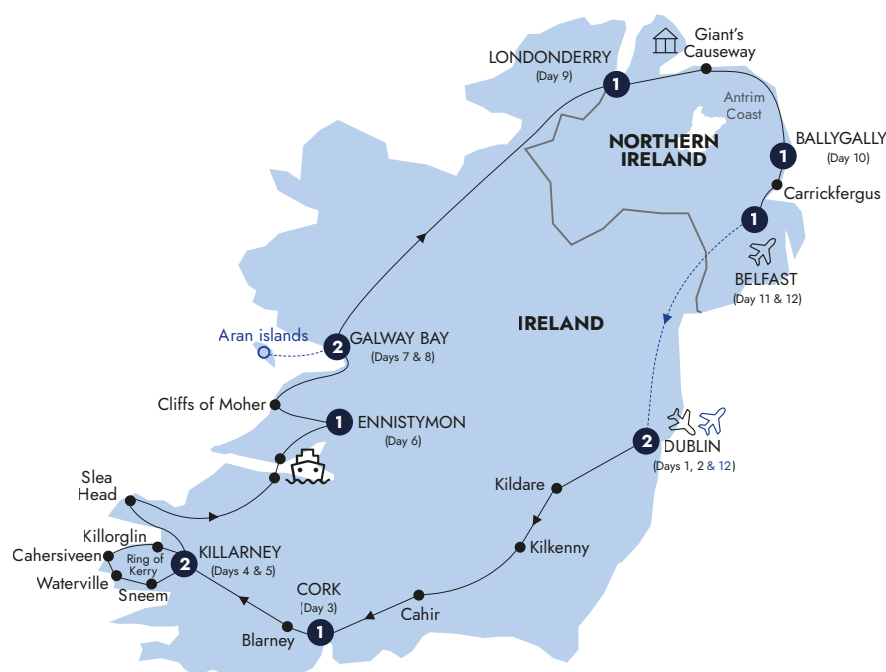 Giant's
Causeway
LONDONDERRY
(Day 9)
1
Antrim
Coast
NORTHERN
IRELAND
BALLYGALLY
(Day 10)
1
Carrickfergus
1
BELFAST
(Day 11 & 12)
IRELAND
Aran islands
2
GALWAY BAY
(Days 7 & 8)
Cliffs of Moher
1
ENNISTYMON
(Day 6)
2
DUBLIN
(Days 1, 2 & 12)
Slea
Head
Kildare
Killorglin
Kilkenny
Cahersiveen
Ring of
Kerry
2
KILLARNEY
(Days 4 & 5)
Waterville
Sneem
CORK
(Day 3)
1
Cahir
Blarney